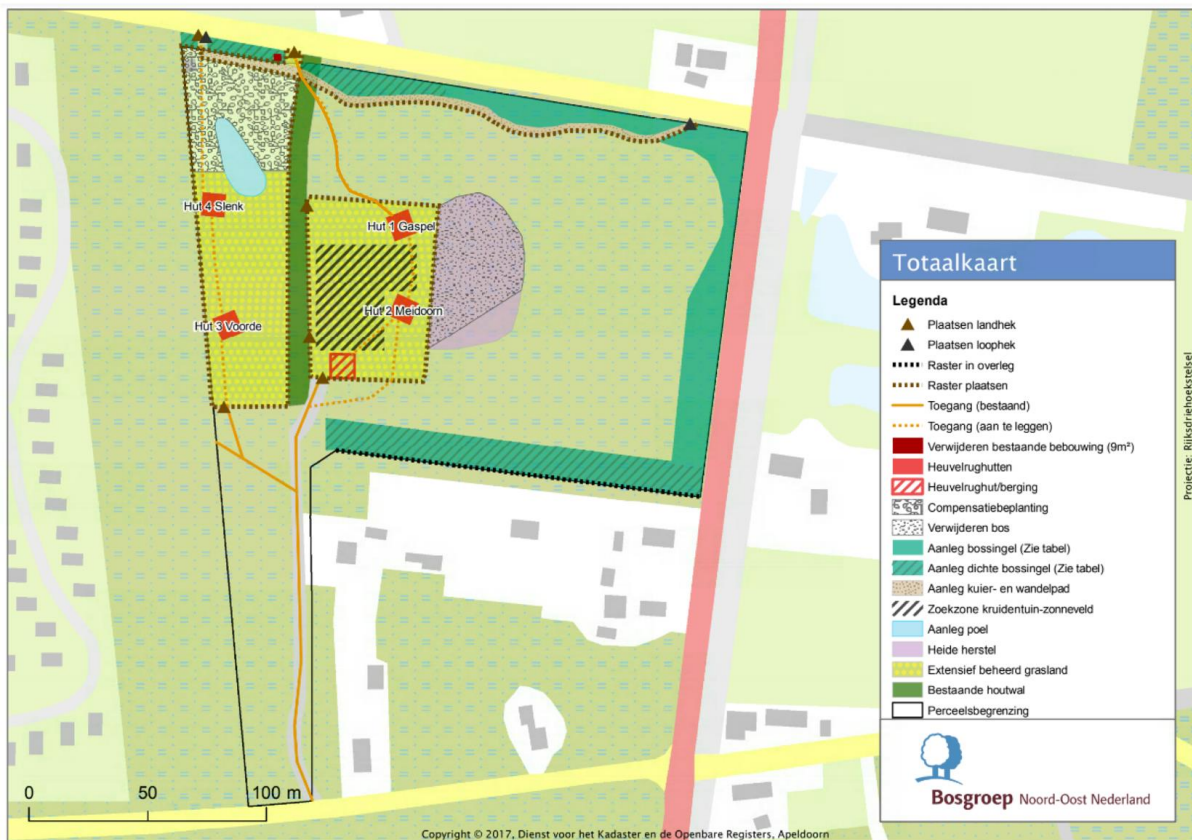 Hut 4 Slenk
Hut 1 Gaspel
Hut 2 Meidoorn
Hut 3 Voorde
0 50 100 m
Totaalkaart
Legenda
Plaatsen landhek
Plaatsen loophek
Raster in overleg
Raster plaatsen
Toegang (bestaand)
Toegang (aan te leggen)
Verwijderen bestaande bebouwing (9m²)
Heuvelrughutten
Heuvelrughut/berging
Compensatiebeplanting
Verwijderen bos
Aanleg bossingel (Zie tabel)
Aanleg dichte bossingel (Zie tabel)
Aanleg kuier- en wandelpad
Zoekzone kruidentuin-zonneveld
Aanleg poel
Heide herstel
Extensief beheerd grasland
Bestaande houtwal
Perceelsbegrenzing
Bosgroep Noord-Oost Nederland
Projectie: Rijksdriehoekstelsel
Copyright © 2017, Dienst voor het Kadaster en de Openbare Registers, Apeldoorn